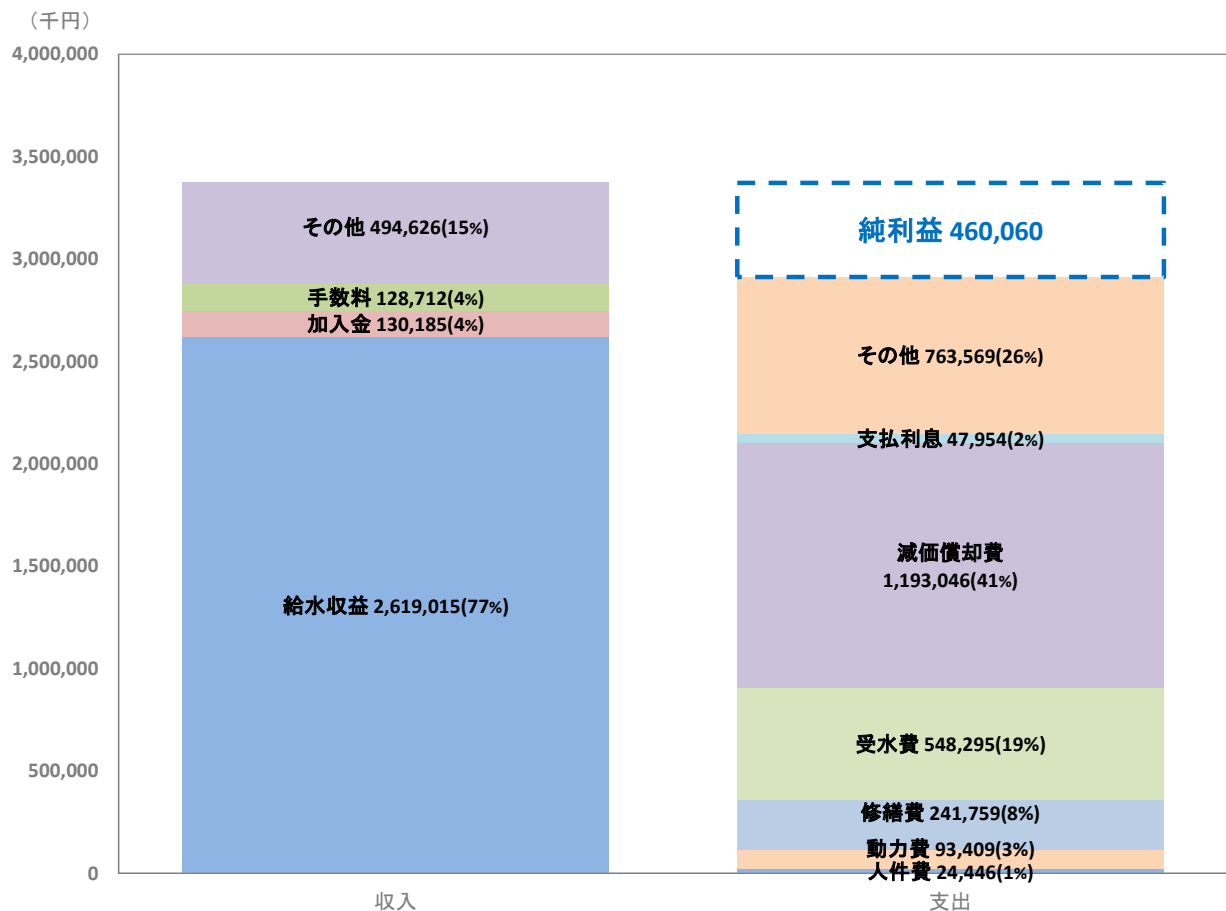 （千円）
4,000,000
3,500,000
3,000,000
2,500,000
2,000,000
1,500,000
1,000,000
500,000
0
その他 494,626(15%)
手数料 128,712(4%)
加入金 130,185(4%)
給水収益 2,619,015(77%)
収入
純利益 460,060
その他 763,569(26%)
支払利息 47,954(2%)
減価償却費
1,193,046(41%)
受水費 548,295(19%)
修繕費 241,759(8%)
動力費 93,409(3%)
人件費 24,446(1%)
支出